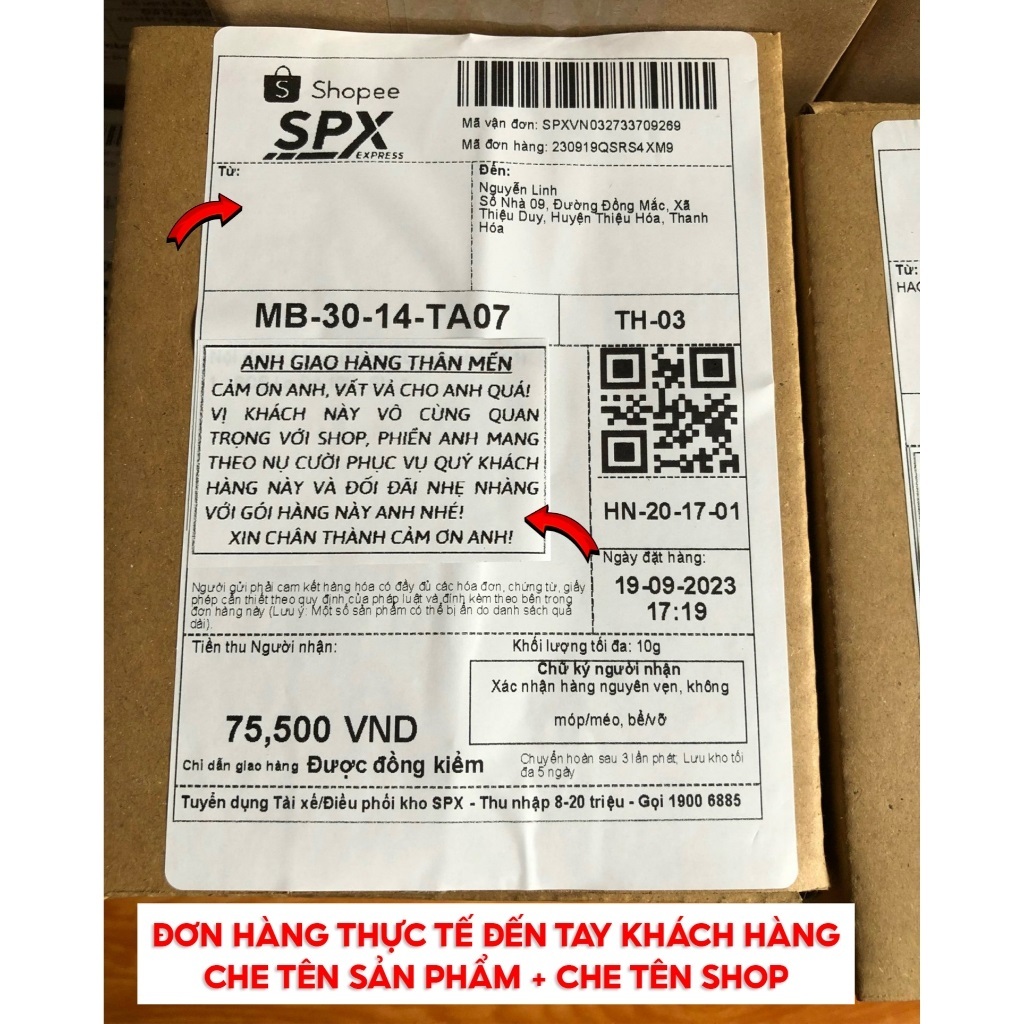 Shopee
SPX
EXPRESS
Mã vận đơn: SPXVN032733709269
Mã đơn hàng: 230919QSRS4XM9
Từ:
Đến:
Nguyễn Linh
Số Nhà 09, Đường Đồng Mắc, Xã
Thiệu Duy, Huyện Thiệu Hóa, Thanh
Hóa
MB-30-14-TA07
TH-03
ANH GIAO HÀNG THÂN MẾN
CẢM ƠN ANH, VẤT VẢ CHO ANH QUÁ!
VỊ KHÁCH NÀY VÔ CÙNG QUAN
TRỌNG VỚI SHOP, PHIỀN ANH MANG
THEO NỤ CƯỜI PHỤC VỤ QUÝ KHÁCH
HÀNG NÀY VÀ ĐỐI ĐÃI NHẸ NHÀNG
VỚI GÓI HÀNG NÀY ANH NHÉ!
XIN CHÂN THÀNH CẢM ƠN ANH!
HN-20-17-01
Ngày đặt hàng:
19-09-2023
17:19
Người gửi phải cam kết hàng hóa có đầy đủ các hóa đơn, chứng từ, giấy
phép cần thiết theo quy định của pháp luật và đính kèm theo bên trong
đơn hàng này (Lưu ý: Một số sản phẩm có thể bị ẩn do danh sách quá
dài).
Tiền thu Người nhận:
Khối lượng tối đa: 10g
Chữ ký người nhận
Xác nhận hàng nguyên vẹn, không
móp/méo, bể/vỡ
75,500 VND
Chỉ dẫn giao hàng Được đồng kiểm
Chuyển hoàn sau 3 lần phát; Lưu kho tối
đa 5 ngày
Tuyển dụng Tài xế/Điều phối kho SPX - Thu nhập 8-20 triệu - Gọi 1900 6885
Từ:
ĐƠN HÀNG THỰC TẾ ĐẾN TAY KHÁCH HÀNG
CHE TÊN SẢN PHẨM + CHE TÊN SHOP